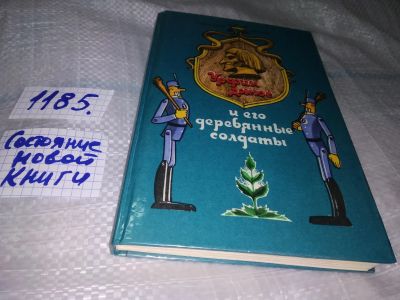 1185.
Состояние
новой
книги
Урфин
Джюс
и его
деревянные
солдаты